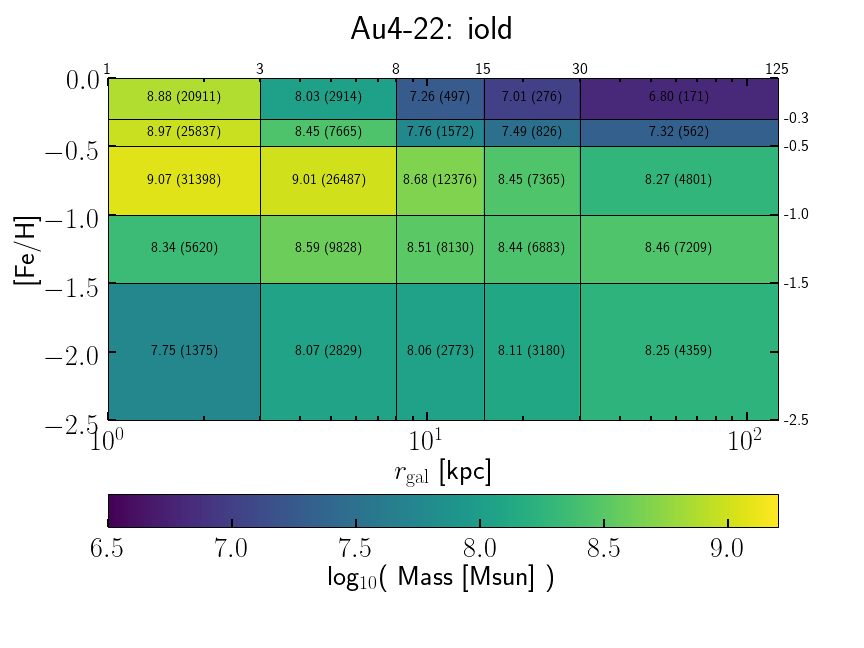 Au4-22: iold
1 3 8 15 30 125
0.0 8.88 (20911) 8.03 (2914) 7.26 (497) 7.01 (276) 6.80 (171)
-0.3
8.97 (25837) 8.45 (7665) 7.76 (1572) 7.49 (826) 7.32 (562)
−0.5 -0.5
9.07 (31398) 9.01 (26487) 8.68 (12376) 8.45 (7365) 8.27 (4801)
−1.0 -1.0
[Fe/H]
8.34 (5620) 8.59 (9828) 8.51 (8130) 8.44 (6883) 8.46 (7209)
−1.5 -1.5
−2.0 7.75 (1375) 8.07 (2829) 8.06 (2773) 8.11 (3180) 8.25 (4359)
−2.5 -2.5
10⁰ 10¹ 10²
r_gal [kpc]
6.5 7.0 7.5 8.0 8.5 9.0
log₁₀( Mass [Msun] )